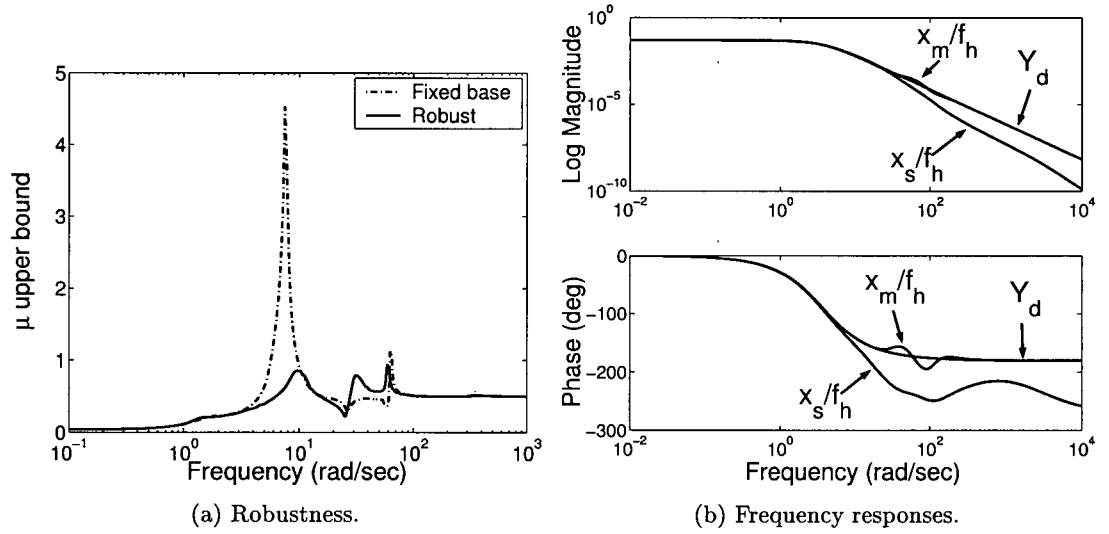 5
4
3
2
1
0
μ upper bound
Fixed base
Robust
10^-1
10^0
10^1
10^2
10^3
Frequency (rad/sec)
(a) Robustness.
10^0
10^-5
10^-10
Log Magnitude
x_m/f_h
Y_d
x_s/f_h
10^-2
10^0
10^2
10^4
0
-100
-200
-300
Phase (deg)
x_m/f_h
Y_d
x_s/f_h
10^-2
10^0
10^2
10^4
Frequency (rad/sec)
(b) Frequency responses.